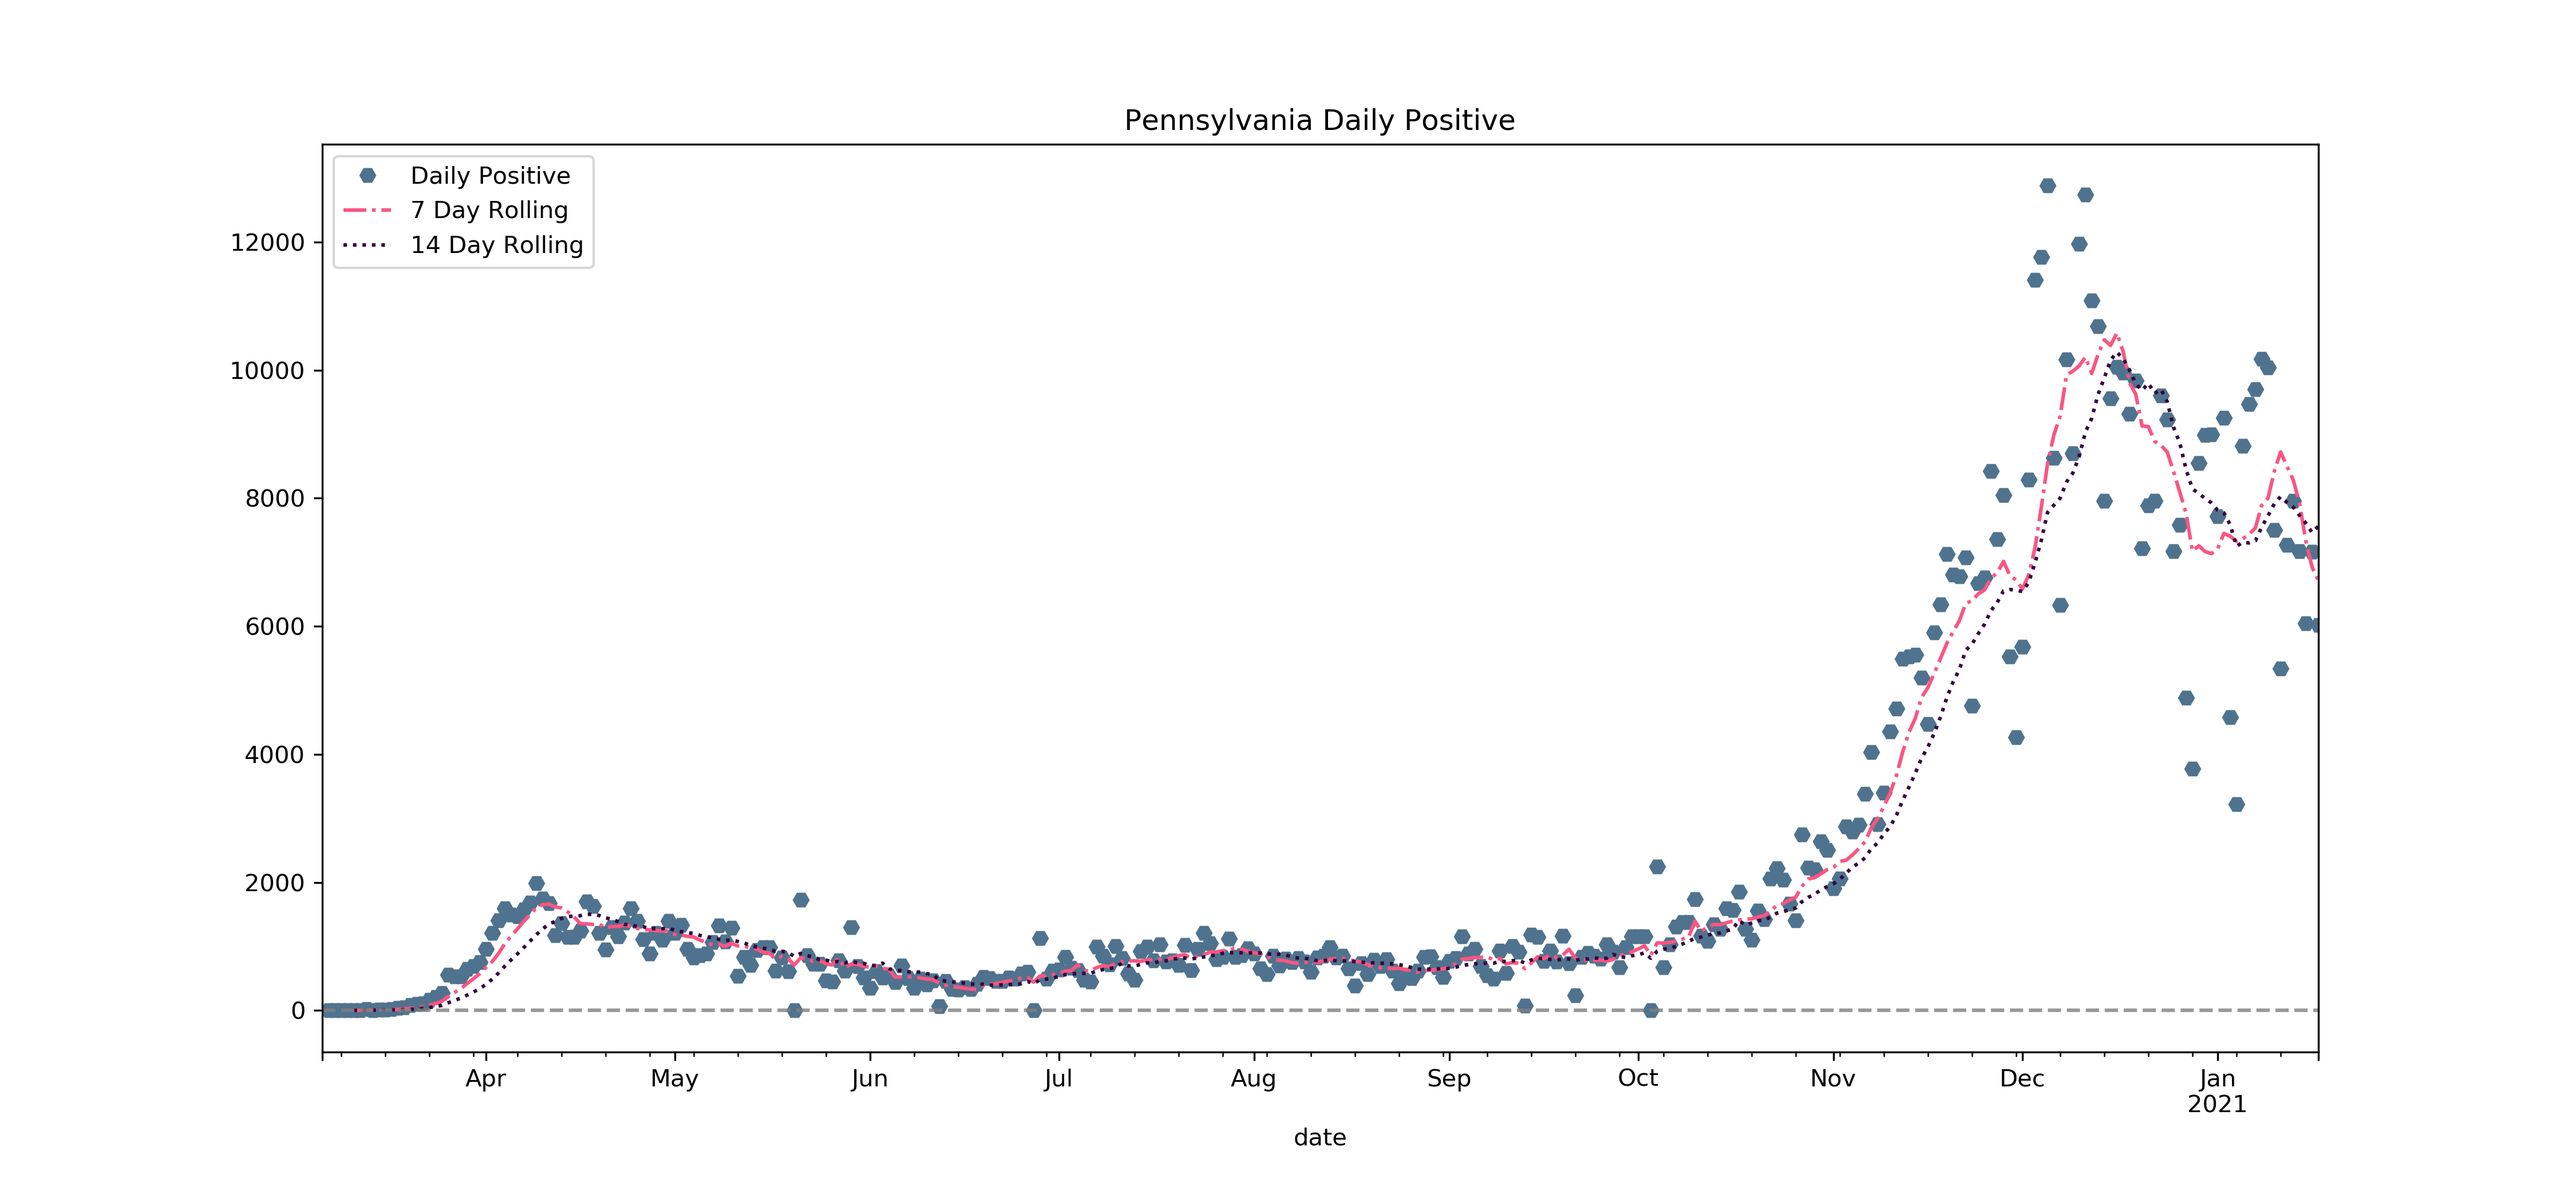 Pennsylvania Daily Positive
Daily Positive
7 Day Rolling
14 Day Rolling
12000
10000
8000
6000
4000
2000
0
Apr May Jun Jul Aug Sep Oct Nov Dec Jan
2021
date